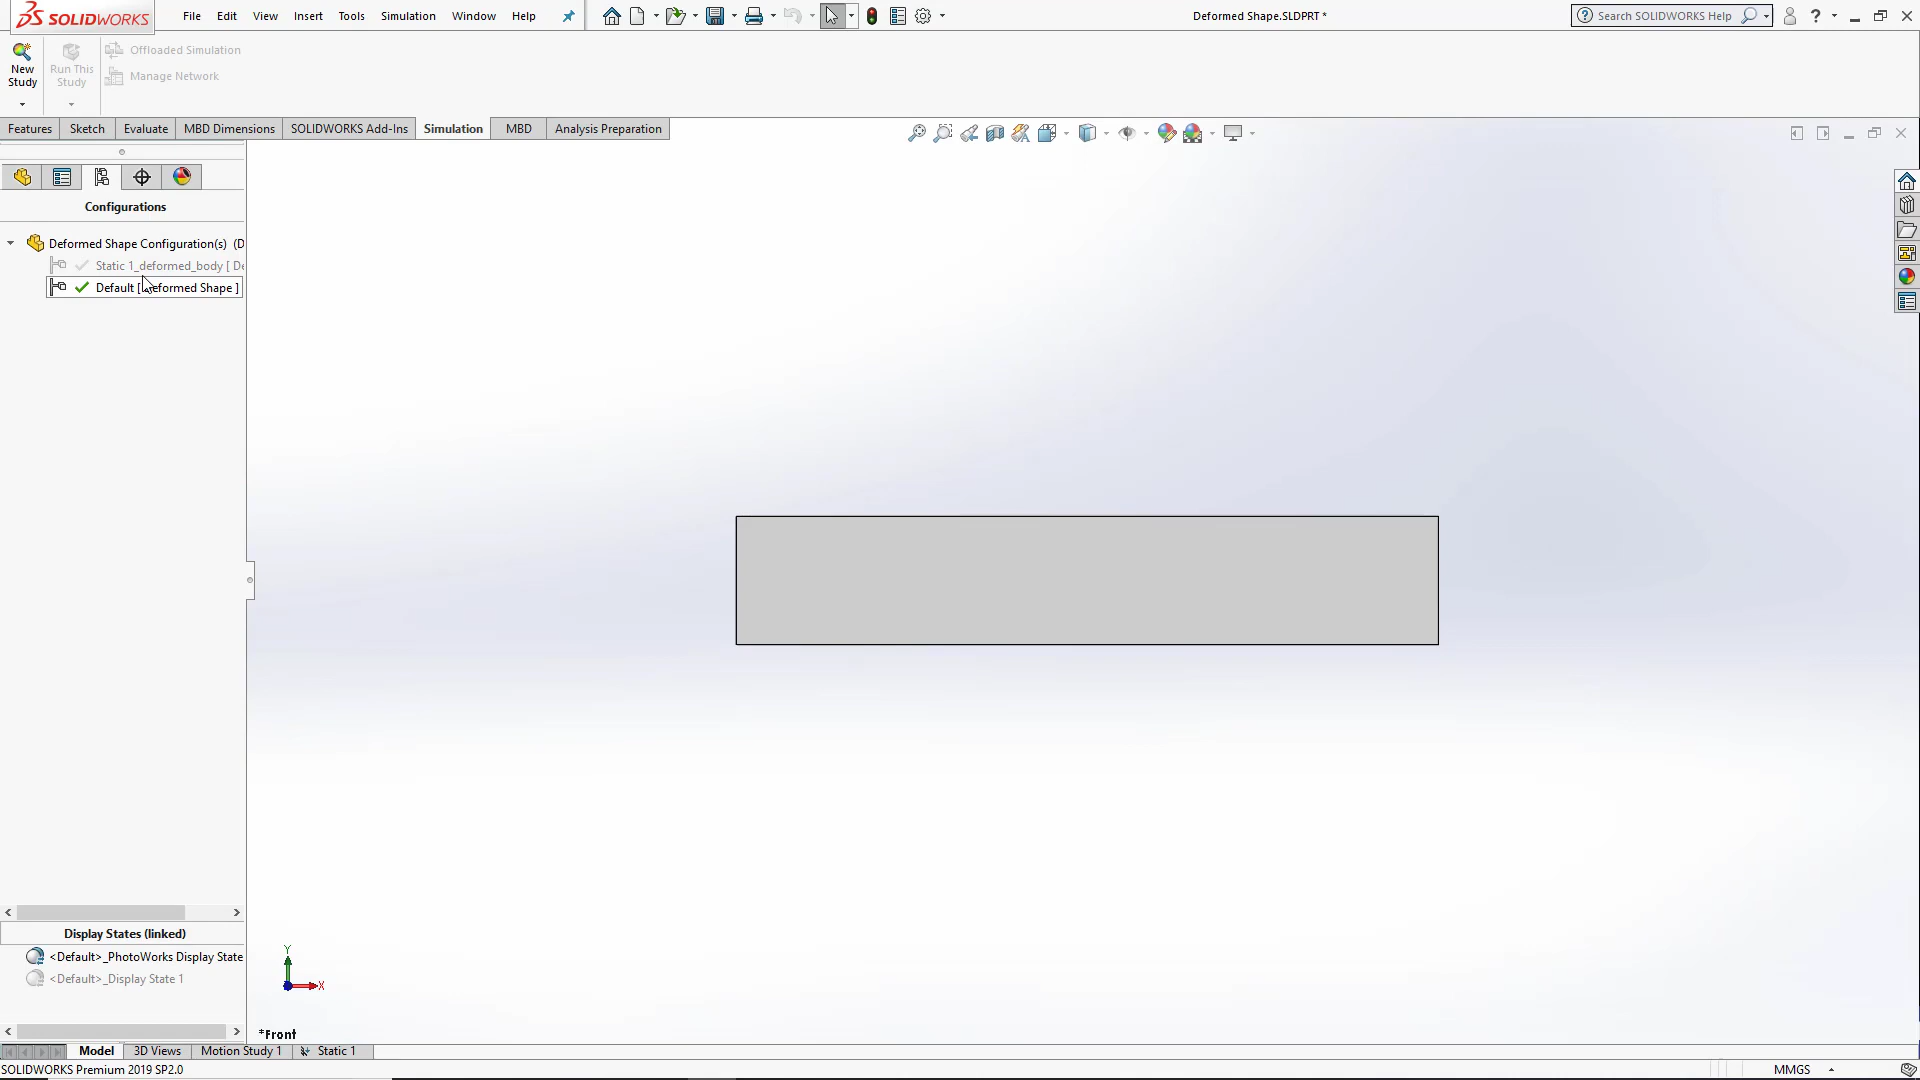 SOLIDWORKS File Edit View Insert Tools Simulation Window Help Deformed Shape.SLDPRT * Search SOLIDWORKS Help ?
New Study
Run This Study
Offloaded Simulation
Manage Network
Features Sketch Evaluate MBD Dimensions SOLIDWORKS Add-Ins Simulation MBD Analysis Preparation
Configurations
Deformed Shape Configuration(s) (D
Static 1_deformed_body [ De
Default [ Deformed Shape ]
Display States (linked)
<Default>_PhotoWorks Display State
<Default>_Display State 1
Y
X
*Front
Model 3D Views Motion Study 1 Static 1
SOLIDWORKS Premium 2019 SP2.0 MMGS